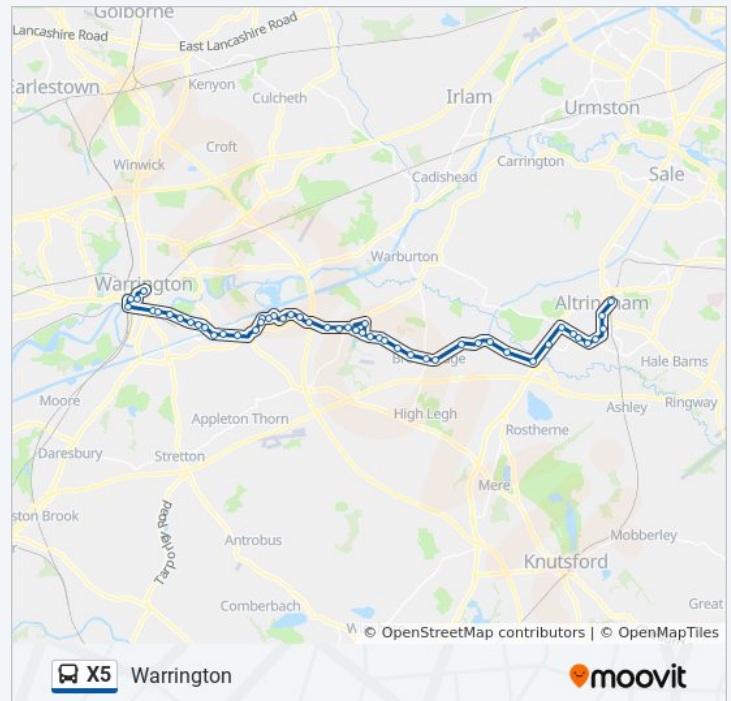 Golborne
Lancashire Road
East Lancashire Road
Earlestown
Kenyon
Culcheth
Irlam
Urmston
Croft
Winwick
Carrington
Cadishead
Sale
Warburton
Warrington
Altrincham
Hale Barns
Moore
High Legh
Ashley
Ringway
Appleton Thorn
Rostherne
Daresbury
Stretton
Mere
ston Brook
Tarporley Road
Antrobus
Mobberley
Knutsford
Comberbach
Great
© OpenStreetMap contributors | © OpenMapTiles
X5 Warrington
moovit